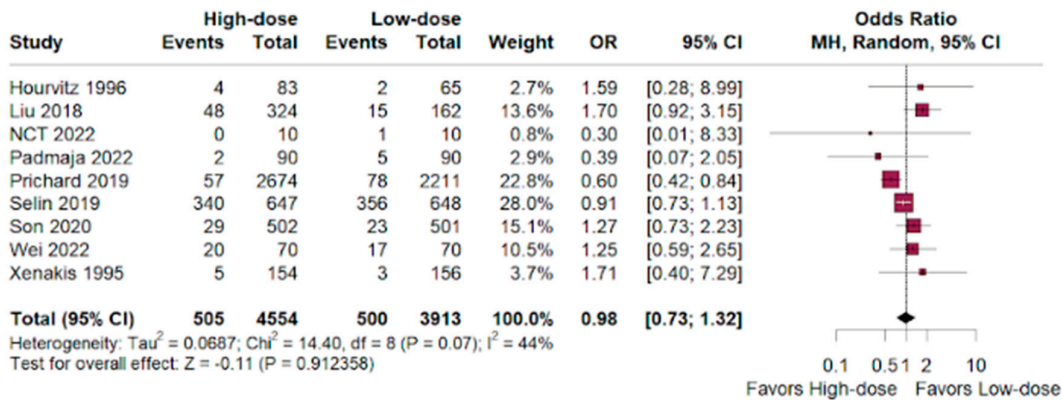 High-dose Low-dose Odds Ratio
Study Events Total Events Total Weight OR 95% CI MH, Random, 95% CI
Hourvitz 1996 4 83 2 65 2.7% 1.59 [0.28; 8.99]
Liu 2018 48 324 15 162 13.6% 1.70 [0.92; 3.15]
NCT 2022 0 10 1 10 0.8% 0.30 [0.01; 8.33]
Padmaja 2022 2 90 5 90 2.9% 0.39 [0.07; 2.05]
Prichard 2019 57 2674 78 2211 22.8% 0.60 [0.42; 0.84]
Selin 2019 340 647 356 648 28.0% 0.91 [0.73; 1.13]
Son 2020 29 502 23 501 15.1% 1.27 [0.73; 2.23]
Wei 2022 20 70 17 70 10.5% 1.25 [0.59; 2.65]
Xenakis 1995 5 154 3 156 3.7% 1.71 [0.40; 7.29]
Total (95% CI) 505 4554 500 3913 100.0% 0.98 [0.73; 1.32]
Heterogeneity: Tau² = 0.0687; Chi² = 14.40, df = 8 (P = 0.07); I² = 44%
Test for overall effect: Z = -0.11 (P = 0.912358)
0.1 0.5 1 2 10
Favors High-dose Favors Low-dose